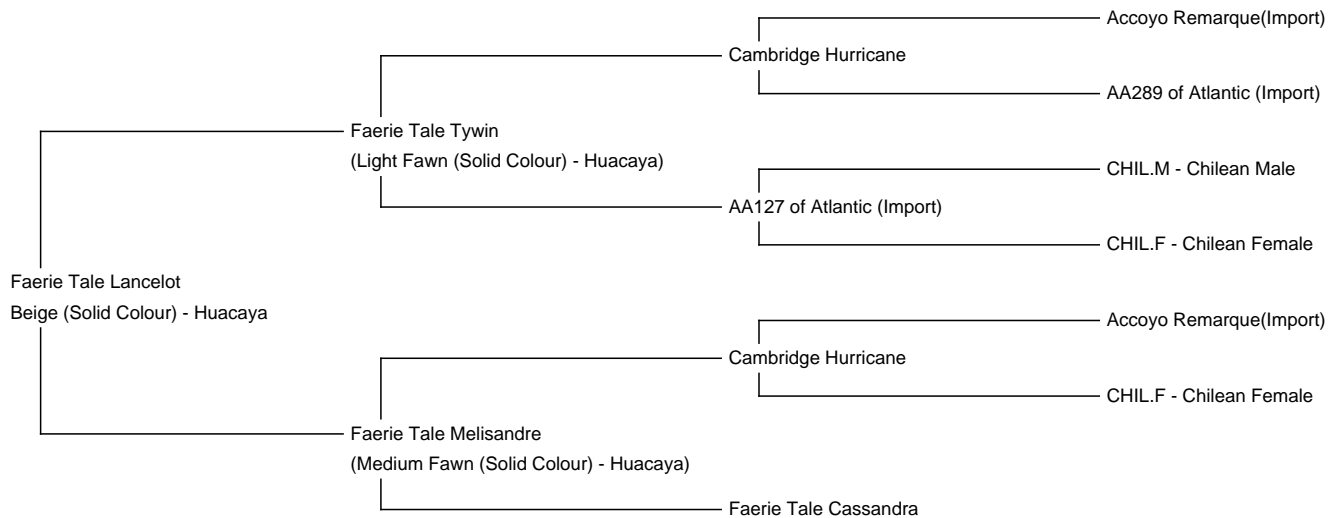 Accoyo Remarque(Import)
Cambridge Hurricane
AA289 of Atlantic (Import)
Faerie Tale Tywin
(Light Fawn (Solid Colour) - Huacaya)
CHIL.M - Chilean Male
AA127 of Atlantic (Import)
CHIL.F - Chilean Female
Faerie Tale Lancelot
Beige (Solid Colour) - Huacaya
Accoyo Remarque(Import)
Cambridge Hurricane
CHIL.F - Chilean Female
Faerie Tale Melisandre
(Medium Fawn (Solid Colour) - Huacaya)
Faerie Tale Cassandra